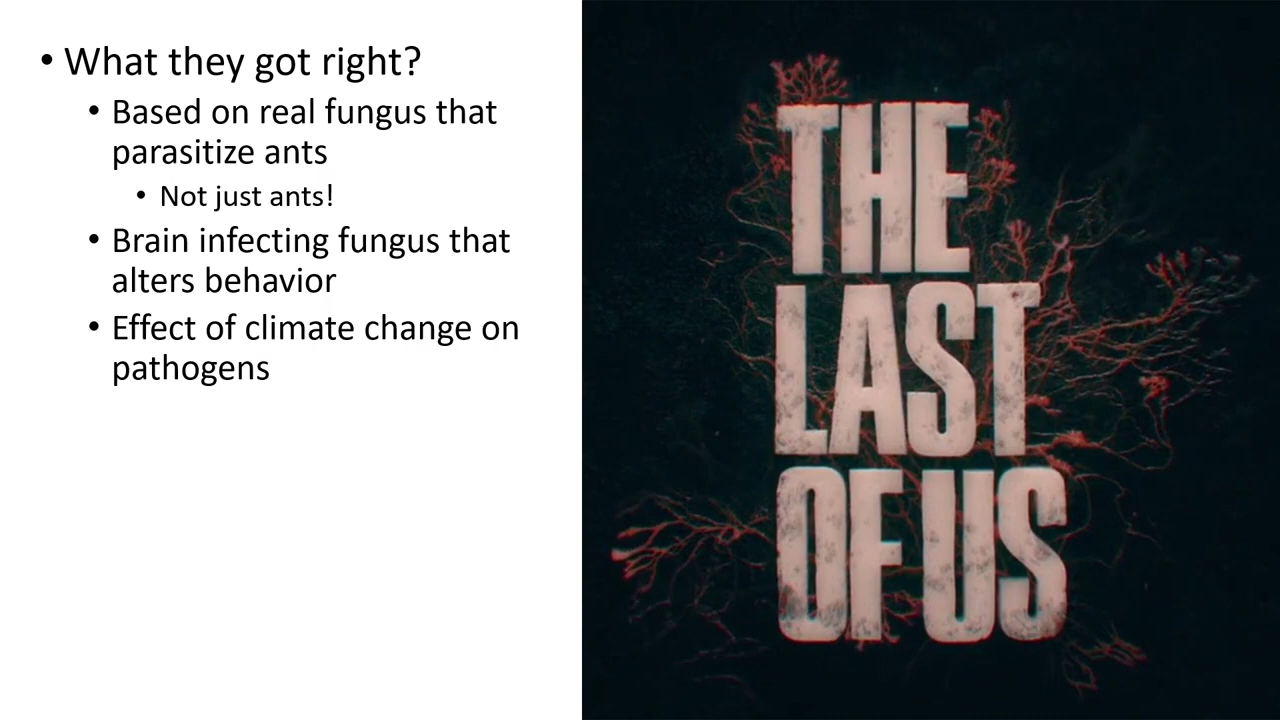 • What they got right?
• Based on real fungus that
parasitize ants
• Not just ants!
• Brain infecting fungus that
alters behavior
• Effect of climate change on
pathogens
THE
LAST
OF US